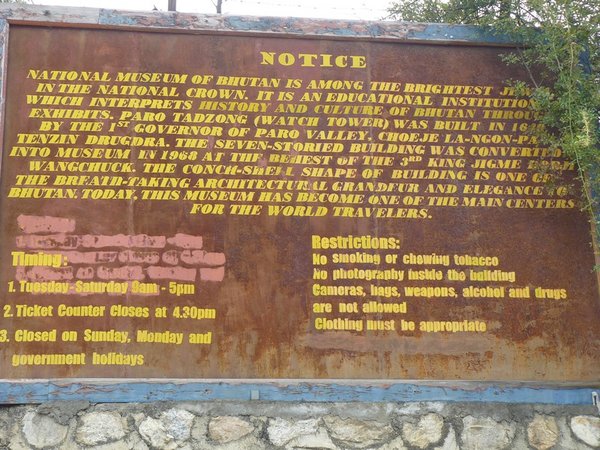 NOTICE
NATIONAL MUSEUM OF BHUTAN IS AMONG THE BRIGHTEST
IN THE NATIONAL CROWN. IT IS AN EDUCATIONAL INSTITUTION
WHICH INTERPRETS HISTORY AND CULTURE OF BHUTAN THROUGH
EXHIBITS. PARO TADZONG (WATCH TOWER) WAS BUILT IN
BY THE 1ST GOVERNOR OF PARO VALLEY, CHOEJE LA-NGON-PA
TENZIN DRUGDRA. THE SEVEN-STORIED BUILDING WAS CONVERTED
INTO MUSEUM IN 1968 AT THE BEHEST OF THE 3RD KING JIGME
WANGCHUCK. THE CONCH-SHELL SHAPE OF BUILDING IS ONE
THE BREATH-TAKING ARCHITECTURAL GRANDEUR AND ELEGANCE
BHUTAN. TODAY, THIS MUSEUM HAS BECOME ONE OF THE MAIN CENTERS
FOR THE WORLD TRAVELERS.
Timing:
1. Tuesday-Saturday 9am - 5pm
2. Ticket Counter Closes at 4.30pm
3. Closed on Sunday, Monday and
government holidays
Restrictions:
No smoking or chewing tobacco
No photography inside the building
Cameras, bags, weapons, alcohol and drugs
are not allowed
Clothing must be appropriate